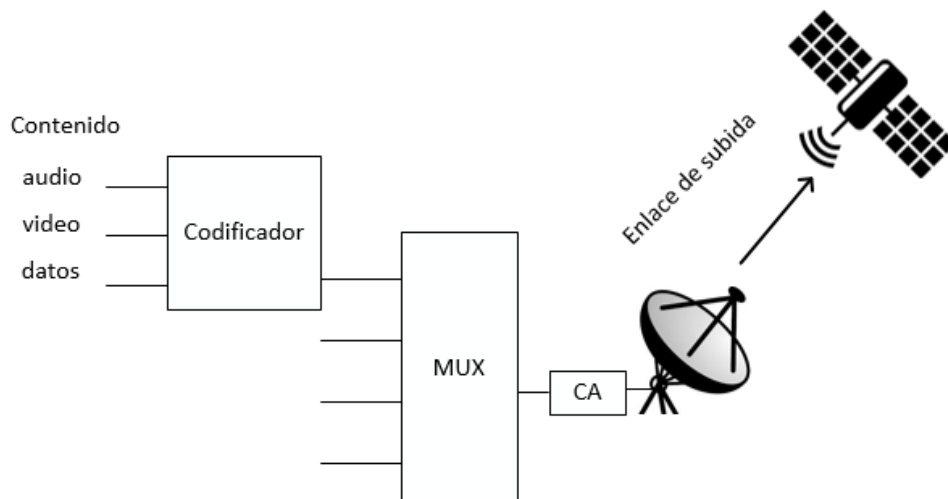 Contenido
audio
video
datos
Codificador
MUX
CA
Enlace de subida